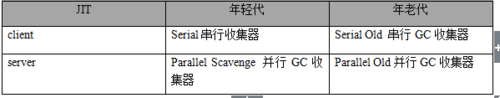 JIT 年轻代 年老代
client Serial 串行收集器 Serial Old 串行 GC 收集器
server Parallel Scavenge 并行 GC 收 Parallel Old 并行 GC 收集器
集器